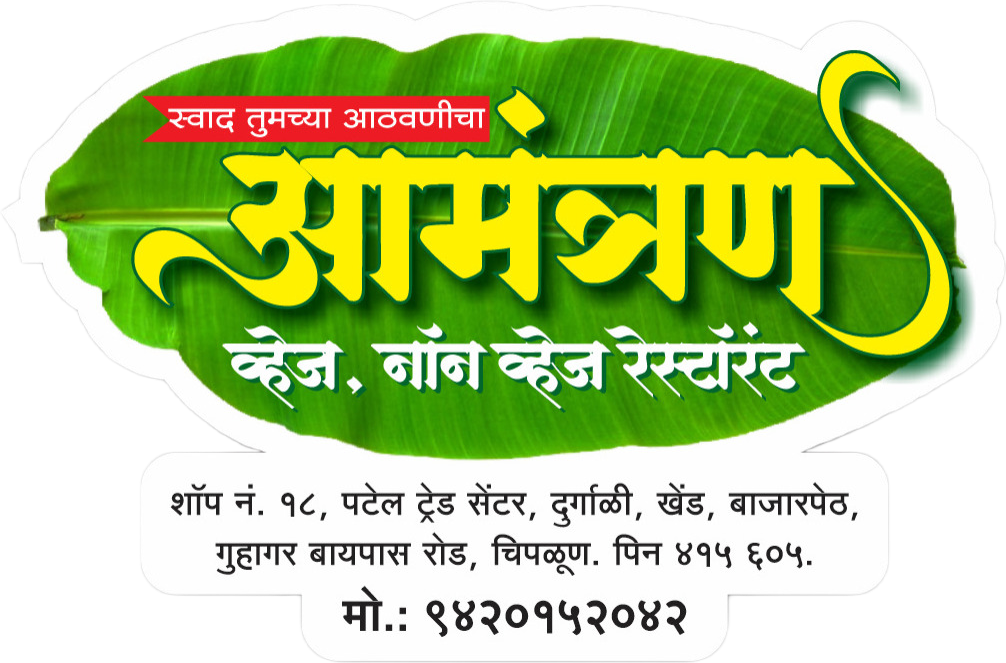 स्वाद तुमच्या आठवणीचा
आमंत्रण
व्हेज, नॉन व्हेज रेस्टॉरंट
शॉप नं. १८, पटेल ट्रेड सेंटर, दुर्गाळी, खेंड, बाजारपेठ,
गुहागर बायपास रोड, चिपळूण. पिन ४१५ ६०५.
मो.: ९४२०१५२०४२